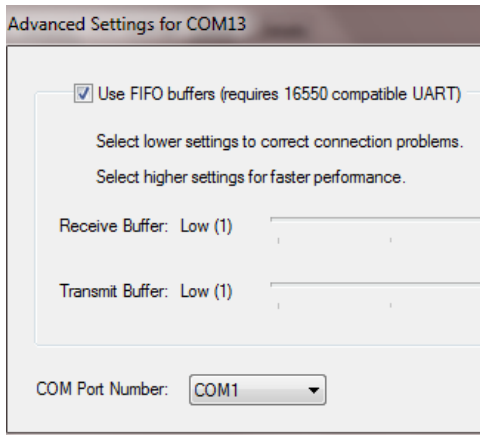 Advanced Settings for COM13
Use FIFO buffers (requires 16550 compatible UART)
Select lower settings to correct connection problems.
Select higher settings for faster performance.
Receive Buffer: Low (1)
Transmit Buffer: Low (1)
COM Port Number: COM1